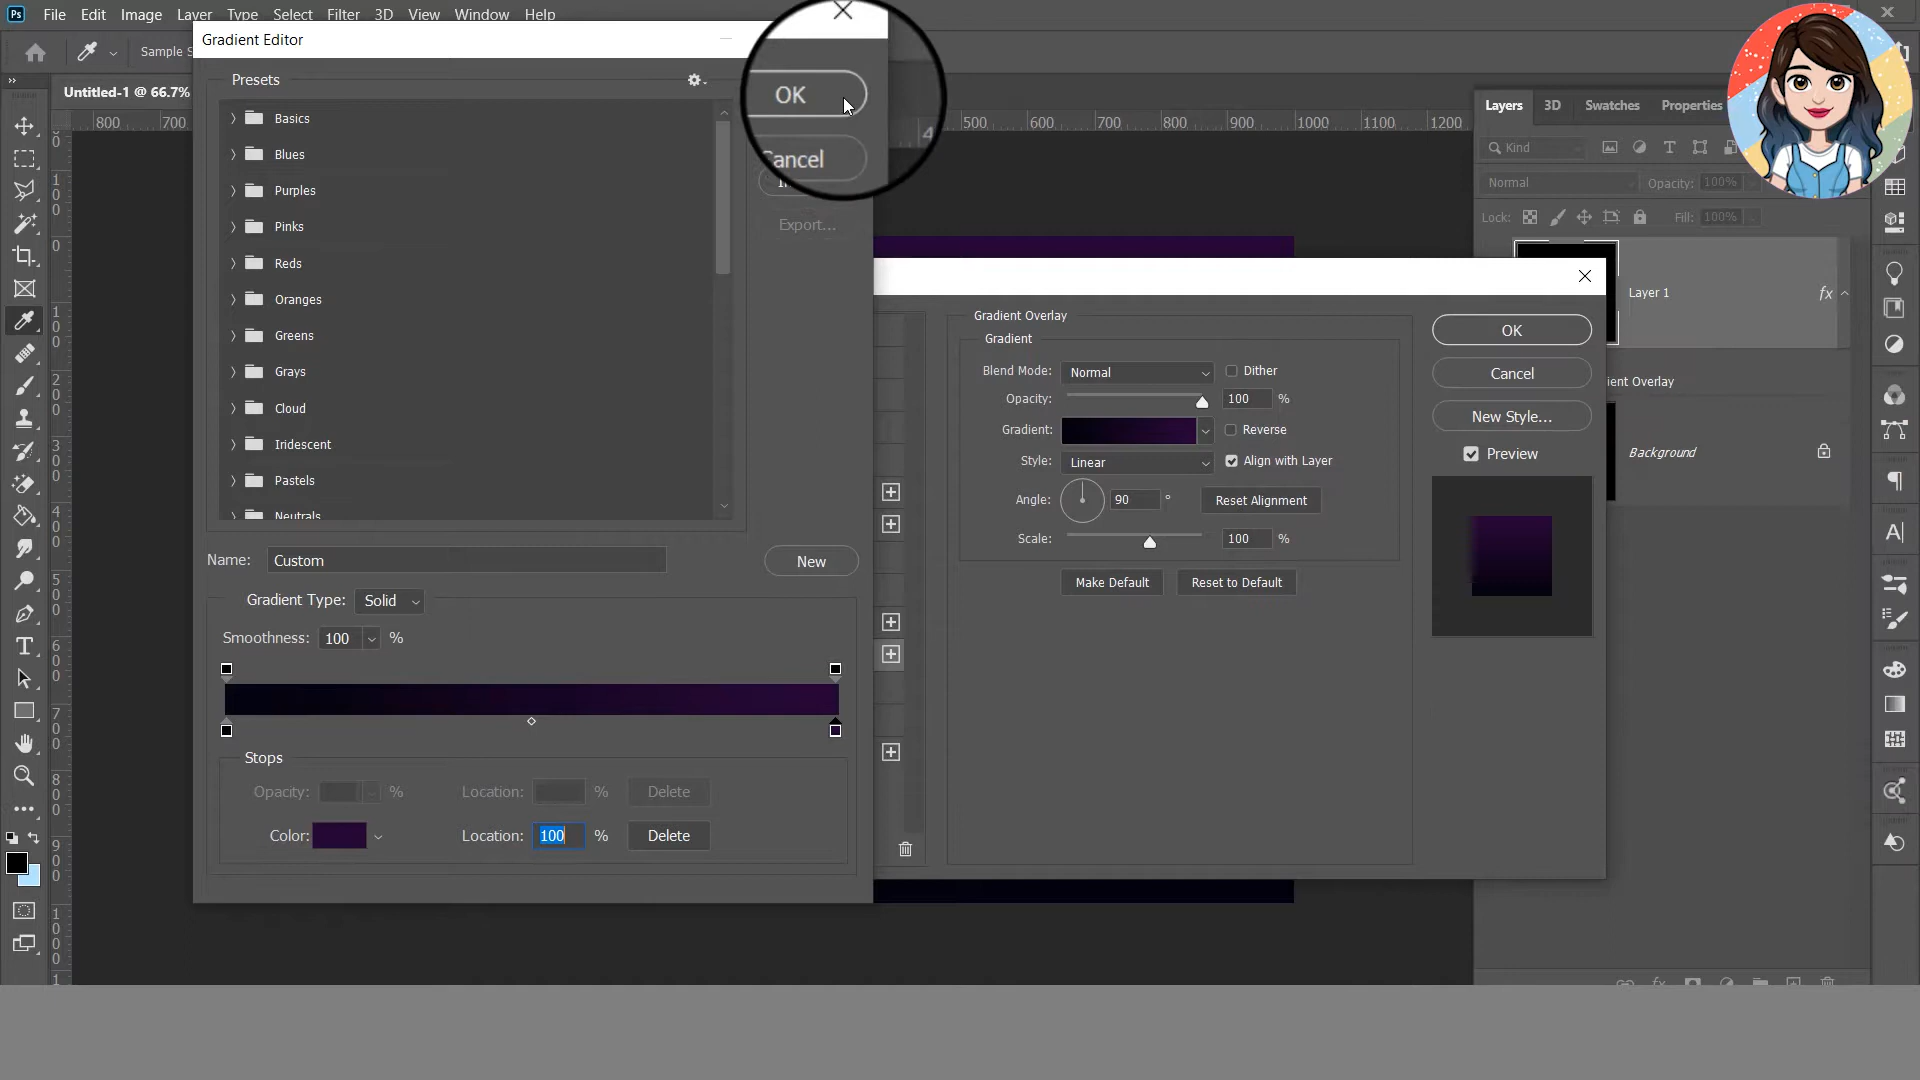 Ps File Edit Image Layer Type Select Filter 3D View Window Help
Sample S
Gradient Editor
Untitled-1 @ 66.7%
Presets
OK
Cancel
Export...
Basics
Blues
Purples
Pinks
Reds
Oranges
Greens
Grays
Cloud
Iridescent
Pastels
Neutrals
Name: Custom
New
Gradient Type: Solid
Smoothness: 100 %
Stops
Opacity: % Location: % Delete
Color: Location: 100 % Delete
800 700 4 500 600 700 800 900 1000 1100 1200
Gradient Overlay
Gradient
Blend Mode: Normal Dither
Opacity: 100 %
Gradient: Reverse
Style: Linear Align with Layer
Angle: 90 ° Reset Alignment
Scale: 100 %
Make Default Reset to Default
OK
Cancel
New Style...
Preview
Layers 3D Swatches Properties
Kind
Normal Opacity: 100%
Lock: Fill: 100%
Layer 1 fx
ient Overlay
Background